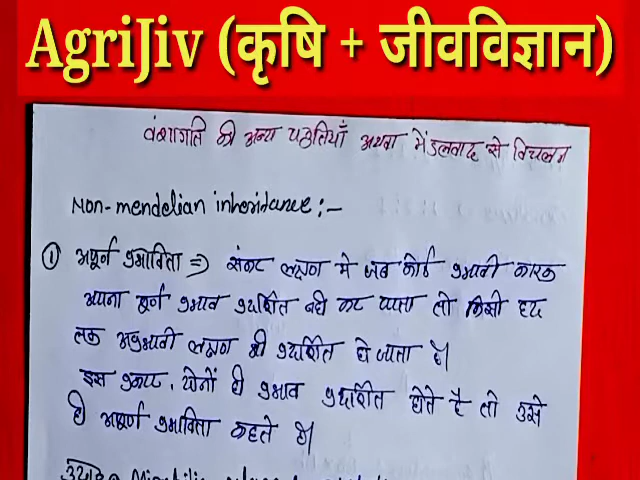 AgriJiv (कृषि + जीवविज्ञान)
वंशागति की अन्य पद्धतियाँ अथवा मेंडलवाद से विचलन
Non-mendelian inheritance:-
① अपूर्ण प्रभाविता ⇒ संकट लक्षण मे जब कोई प्रभावी कारक
अपना पूर्ण प्रभाव प्रदर्शित नही कर पाता तो किसी हद
तक अप्रभावी लक्षण भी प्रदर्शित हो जाता है।
इस प्रकार, दोनों ही प्रभाव प्रदर्शित होते है तो उसे
ही अपूर्ण प्रभाविता कहते है।